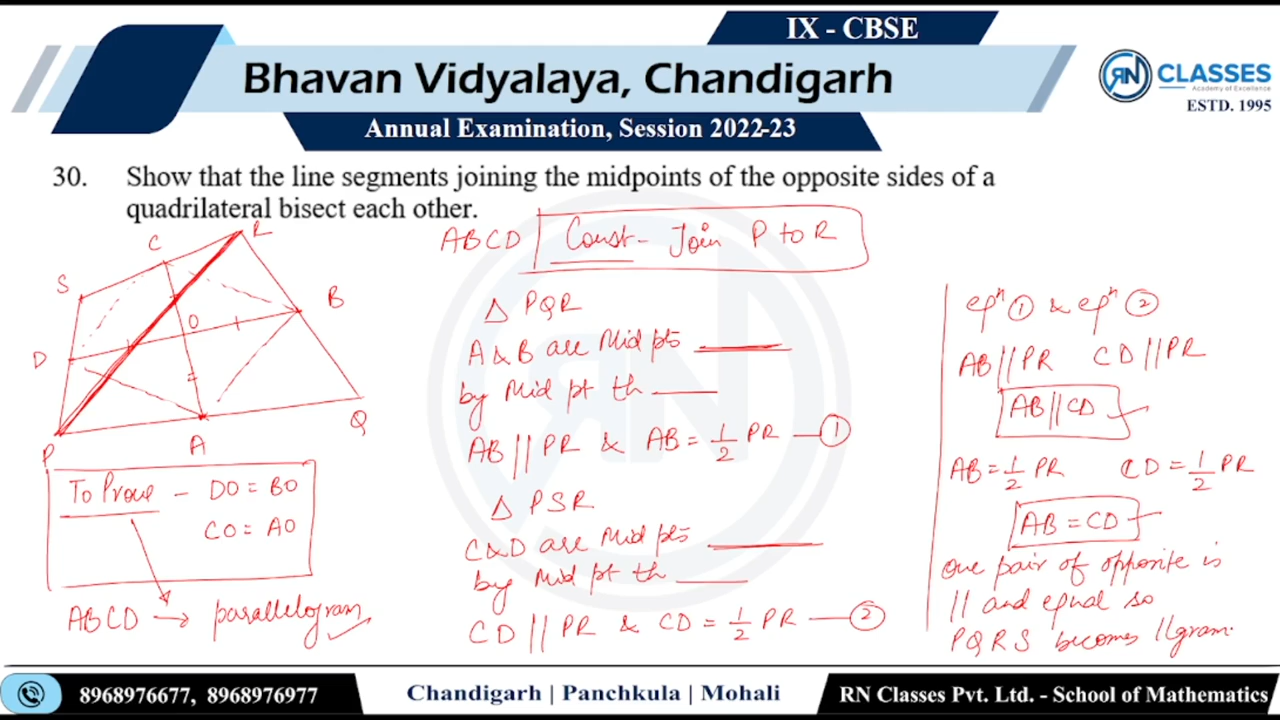 IX - CBSE
Bhavan Vidyalaya, Chandigarh
RN CLASSES
Academy of Excellence
ESTD. 1995
Annual Examination, Session 2022-23
30. Show that the line segments joining the midpoints of the opposite sides of a
quadrilateral bisect each other.
S
C
R
B
O
D
P
A
Q
To Prove - DO = BO
CO = AO
ABCD → parallelogram
ABCD Const- Join P to R
△ PQR
A & B are Mid pts
by Mid pt th
AB || PR & AB = 1/2 PR — ①
△ PSR
C & D are Mid pts
by Mid pt th
CD || PR & CD = 1/2 PR — ②
eqⁿ ① & eqⁿ ②
AB || PR CD || PR
AB || CD
AB = 1/2 PR CD = 1/2 PR
AB = CD
one pair of opposite is
|| and equal so
PQRS becomes ||gram.
8968976677, 8968976977
Chandigarh | Panchkula | Mohali
RN Classes Pvt. Ltd. - School of Mathematics